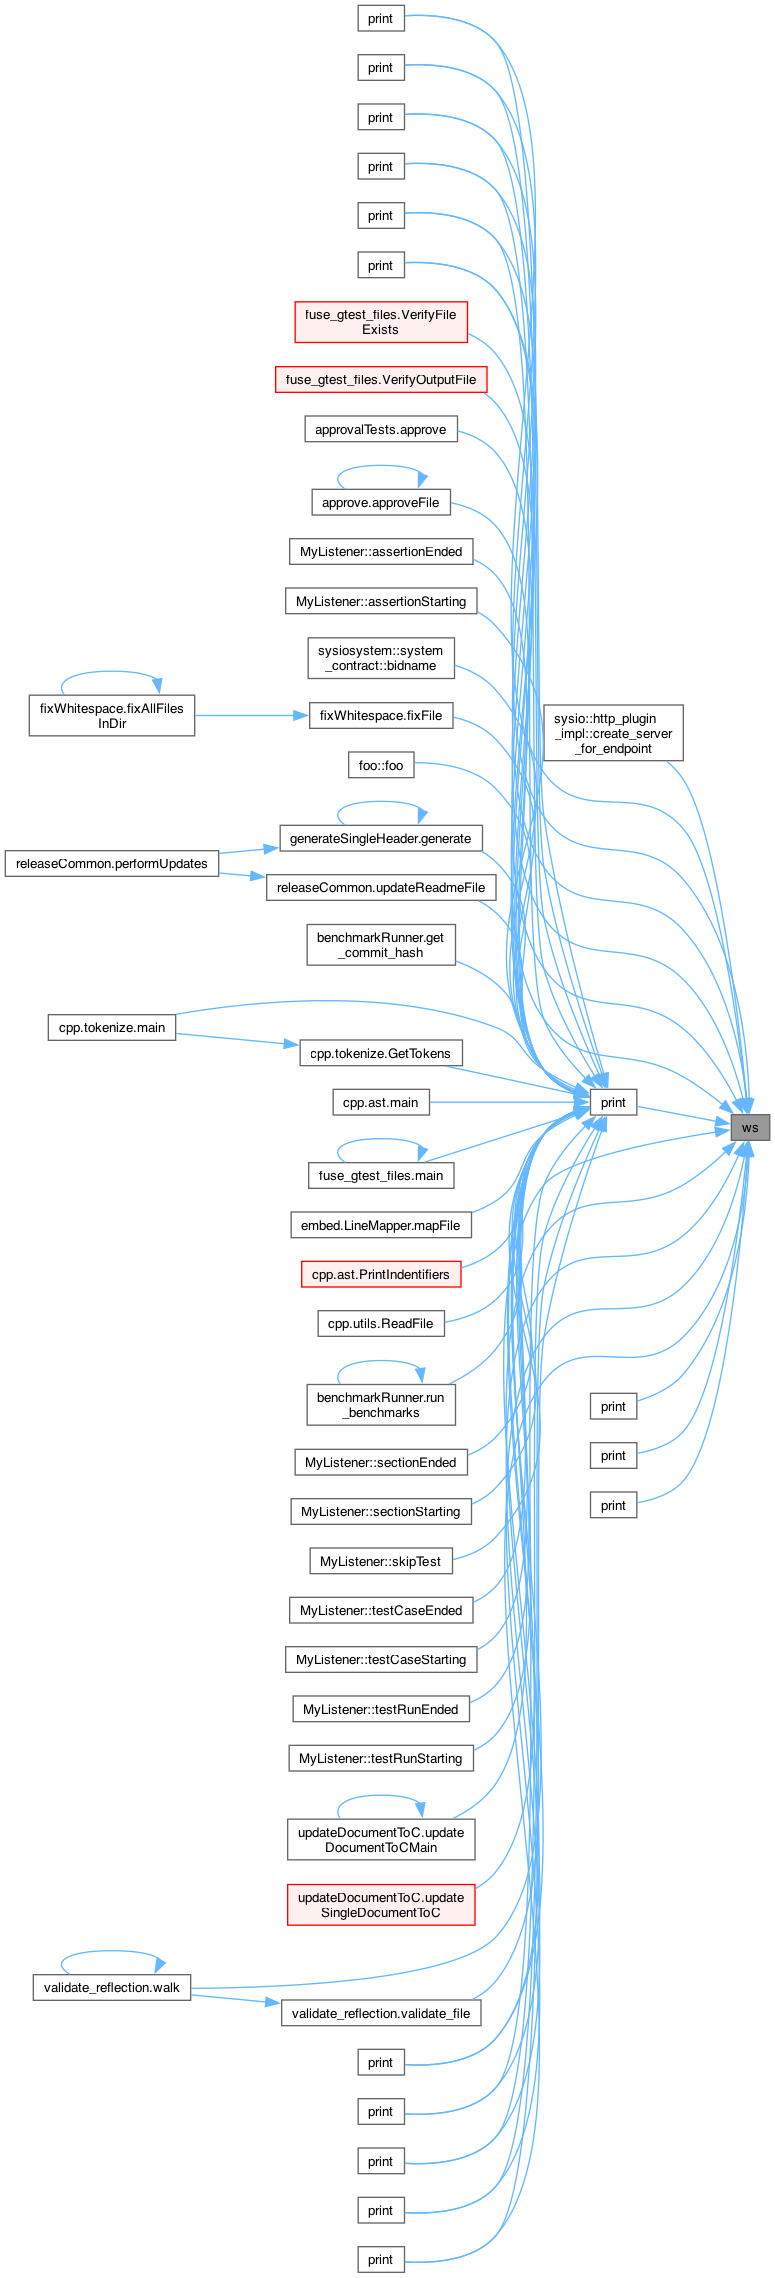 print
print
print
print
print
print
fuse_gtest_files.VerifyFile
Exists
fuse_gtest_files.VerifyOutputFile
approvalTests.approve
approve.approveFile
MyListener::assertionEnded
MyListener::assertionStarting
sysiosystem::system
_contract::bidname
fixWhitespace.fixAllFiles
InDir
fixWhitespace.fixFile
sysio::http_plugin
_impl::create_server
_for_endpoint
foo::foo
generateSingleHeader.generate
releaseCommon.performUpdates
releaseCommon.updateReadmeFile
benchmarkRunner.get
_commit_hash
cpp.tokenize.main
cpp.tokenize.GetTokens
cpp.ast.main
print
ws
fuse_gtest_files.main
embed.LineMapper.mapFile
cpp.ast.PrintIndentifiers
cpp.utils.ReadFile
benchmarkRunner.run
_benchmarks
print
MyListener::sectionEnded
print
MyListener::sectionStarting
print
MyListener::skipTest
MyListener::testCaseEnded
MyListener::testCaseStarting
MyListener::testRunEnded
MyListener::testRunStarting
updateDocumentToC.update
DocumentToCMain
updateDocumentToC.update
SingleDocumentToC
validate_reflection.walk
validate_reflection.validate_file
print
print
print
print
print